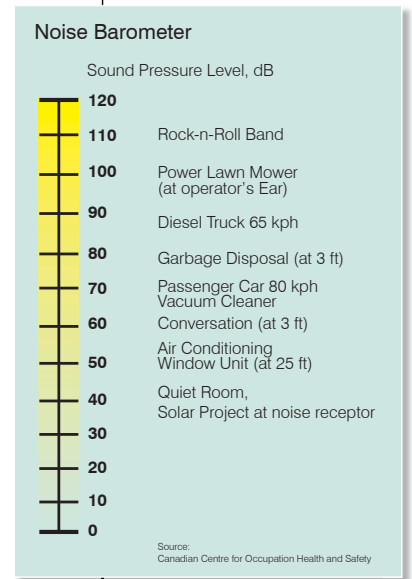 Noise Barometer
Sound Pressure Level, dB
120
110 Rock-n-Roll Band
100 Power Lawn Mower
(at operator's Ear)
90 Diesel Truck 65 kph
80 Garbage Disposal (at 3 ft)
70 Passenger Car 80 kph
Vacuum Cleaner
60 Conversation (at 3 ft)
Air Conditioning
50 Window Unit (at 25 ft)
40 Quiet Room,
Solar Project at noise receptor
30
20
10
0
Source:
Canadian Centre for Occupation Health and Safety